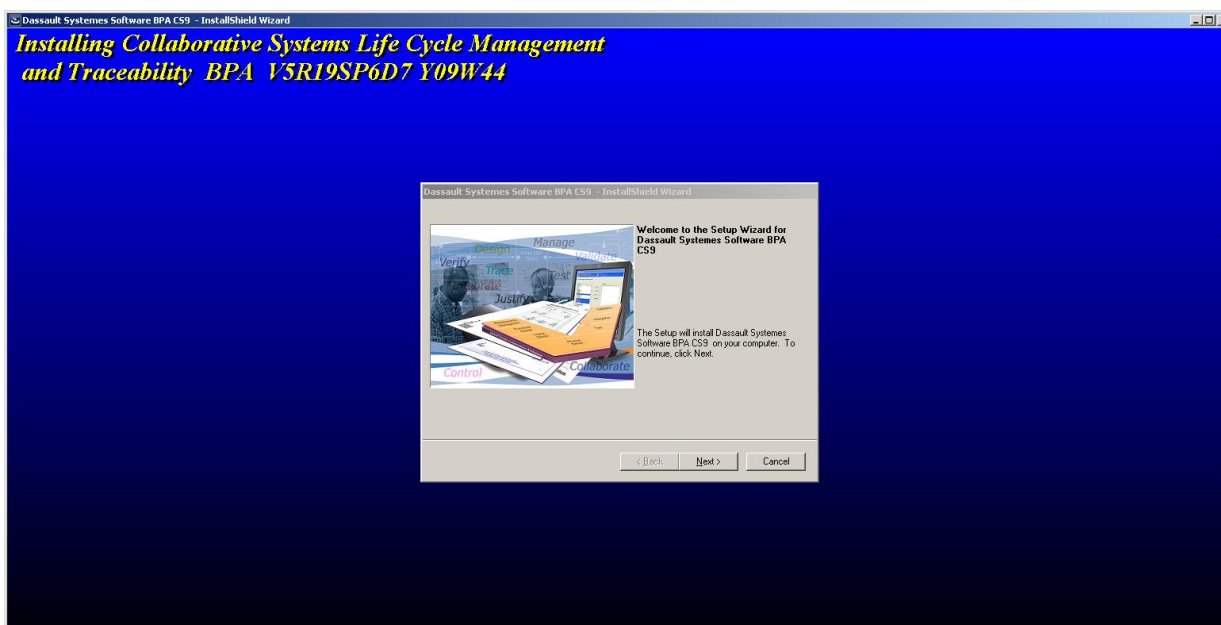 Dassault Systemes Software BPA CS9 - InstallShield Wizard
Installing Collaborative Systems Life Cycle Management
and Traceability BPA V5R19SP6D7 Y09W44
Dassault Systemes Software BPA CS9 - InstallShield Wizard
Design
Manage
Verify
Validate
Trace
Test
Justify
Control
Collaborate
Welcome to the Setup Wizard for
Dassault Systemes Software BPA
CS9
The Setup will install Dassault Systemes
Software BPA CS9 on your computer. To
continue, click Next.
< Back
Next >
Cancel